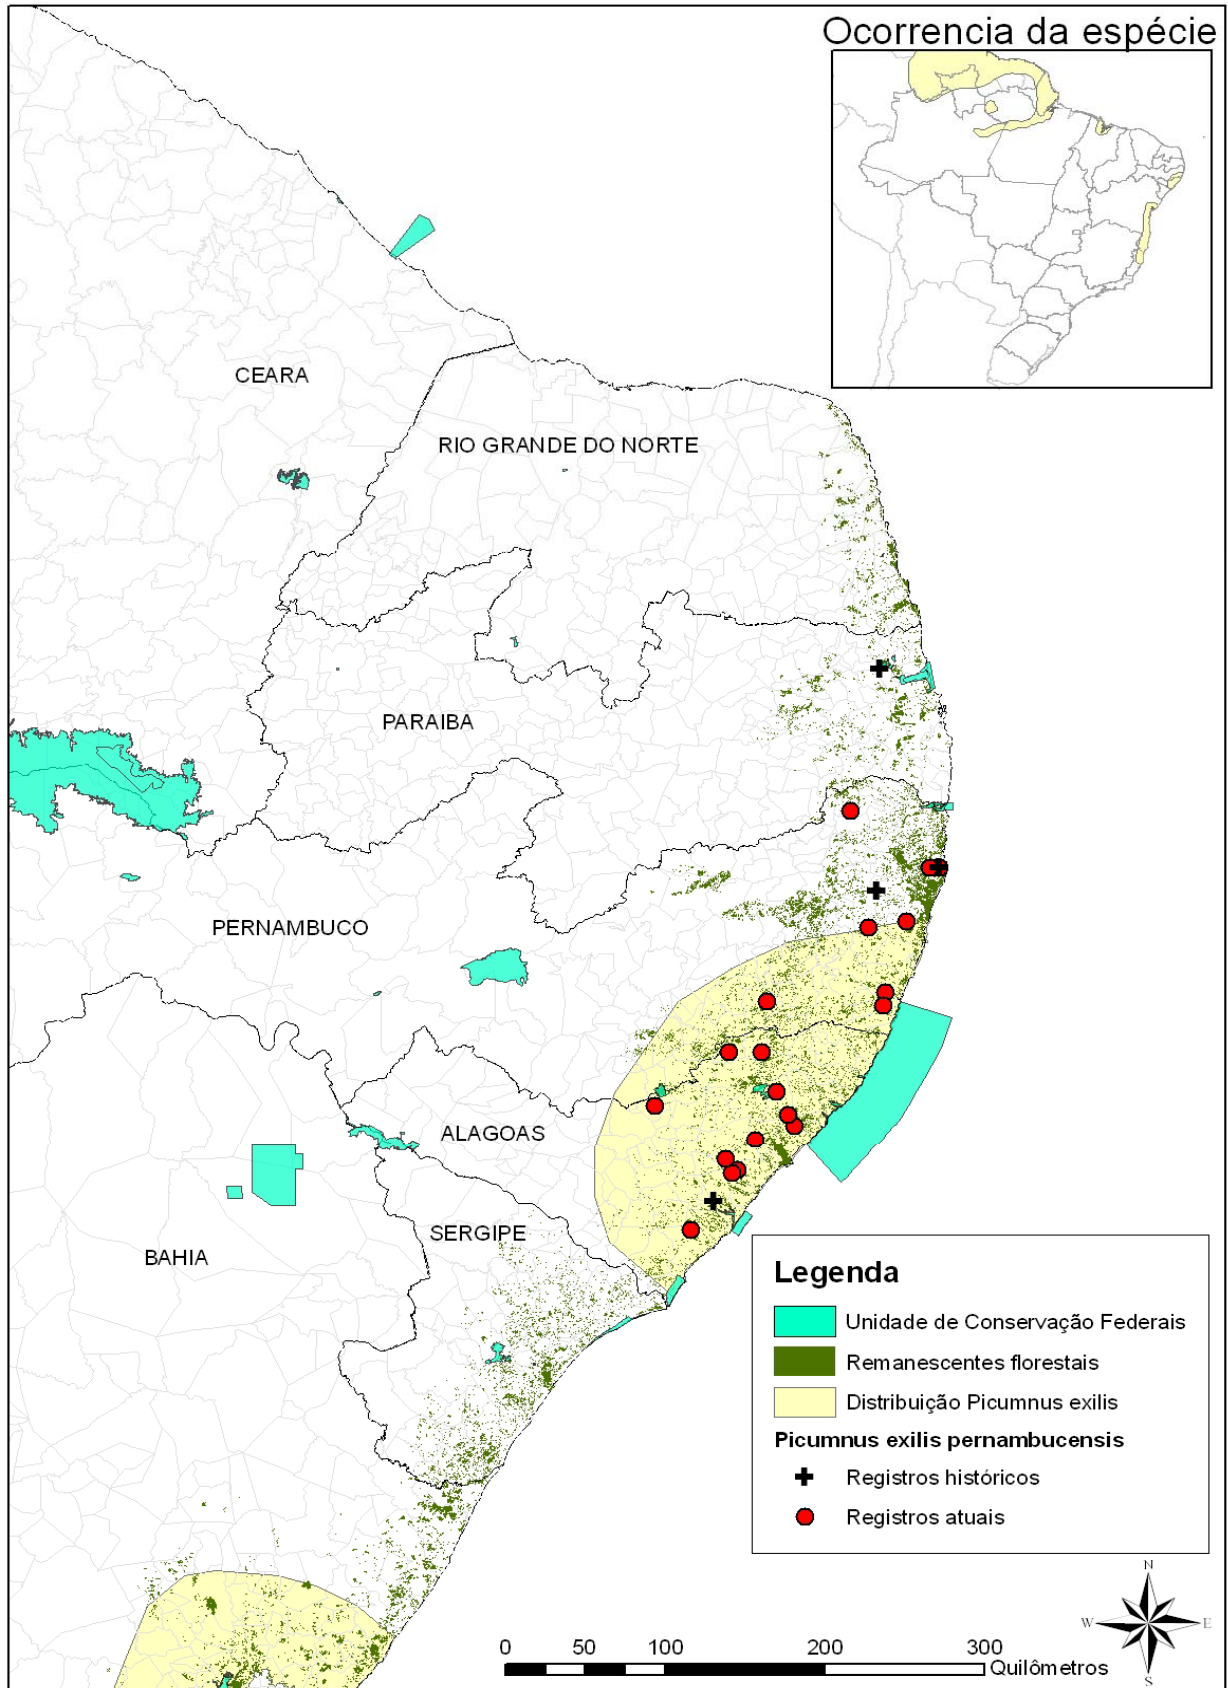 Ocorrencia da espécie
CEARA
RIO GRANDE DO NORTE
PARAIBA
PERNAMBUCO
ALAGOAS
SERGIPE
BAHIA
Legenda
Unidade de Conservação Federais
Remanescentes florestais
Distribuição Picumnus exilis
Picumnus exilis pernambucensis
Registros históricos
Registros atuais
N
W E
S
0 50 100 200 300
Quilômetros